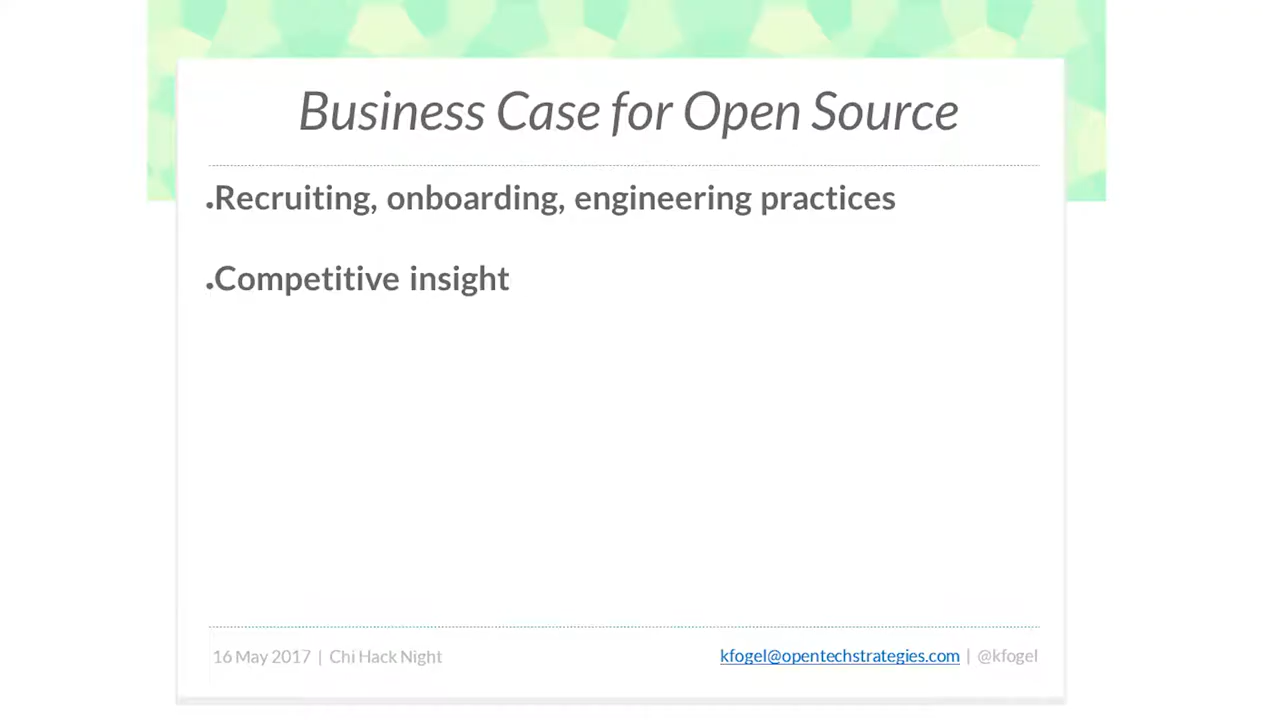 Business Case for Open Source
.Recruiting, onboarding, engineering practices
.Competitive insight
16 May 2017 | Chi Hack Night
kfogel@opentechstrategies.com | @kfogel